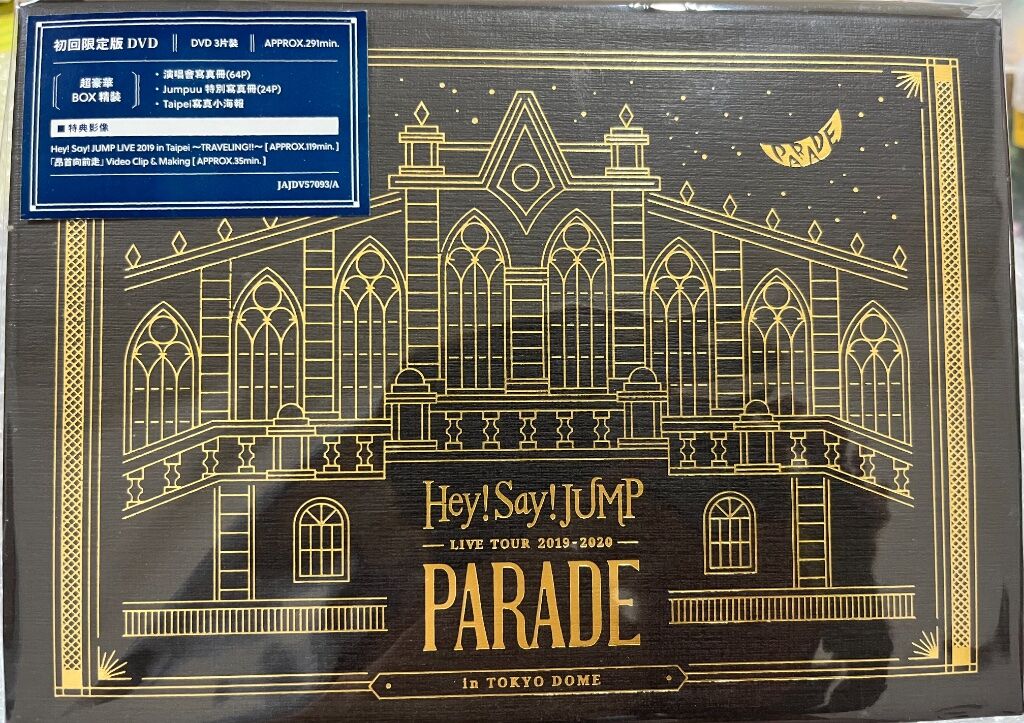 初回限定版 DVD
DVD 3片裝
APPROX.291min.
超豪華
BOX 精裝
・演唱會寫真冊(64P)
・Jumpuu 特別寫真冊(24P)
・Taipei寫真小海報
■ 特典影像
Hey! Say! JUMP LIVE 2019 in Taipei ～TRAVELING!!～ [ APPROX.119min. ]
「昂首向前走」Video Clip & Making [ APPROX.35min. ]
JAJDV57093/A
PARADE
Hey! Say! JUMP
LIVE TOUR 2019-2020
PARADE
in TOKYO DOME